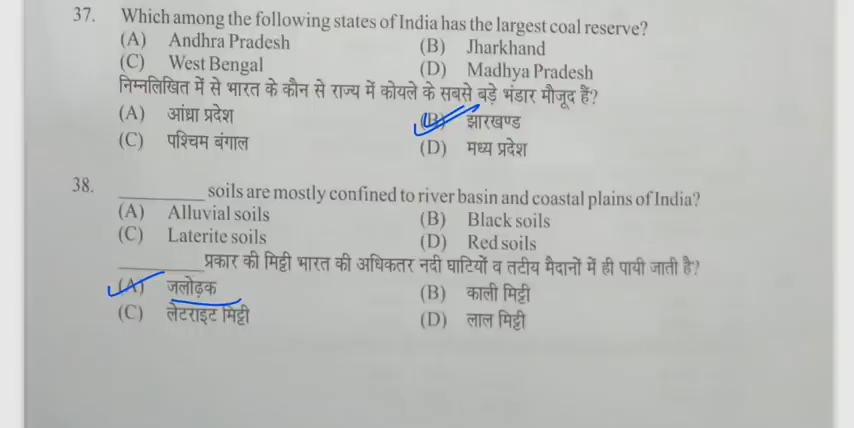 37. Which among the following states of India has the largest coal reserve?
(A) Andhra Pradesh (B) Jharkhand
(C) West Bengal (D) Madhya Pradesh
निम्नलिखित में से भारत के कौन से राज्य में कोयले के सबसे बड़े भंडार मौजूद हैं?
(A) आंध्रा प्रदेश (B) झारखण्ड
(C) पश्चिम बंगाल (D) मध्य प्रदेश
38. ________ soils are mostly confined to river basin and coastal plains of India?
(A) Alluvial soils (B) Black soils
(C) Laterite soils (D) Red soils
________ प्रकार की मिट्टी भारत की अधिकतर नदी घाटियों व तटीय मैदानों में ही पायी जाती है?
(A) जलोढ़क (B) काली मिट्टी
(C) लेटराइट मिट्टी (D) लाल मिट्टी